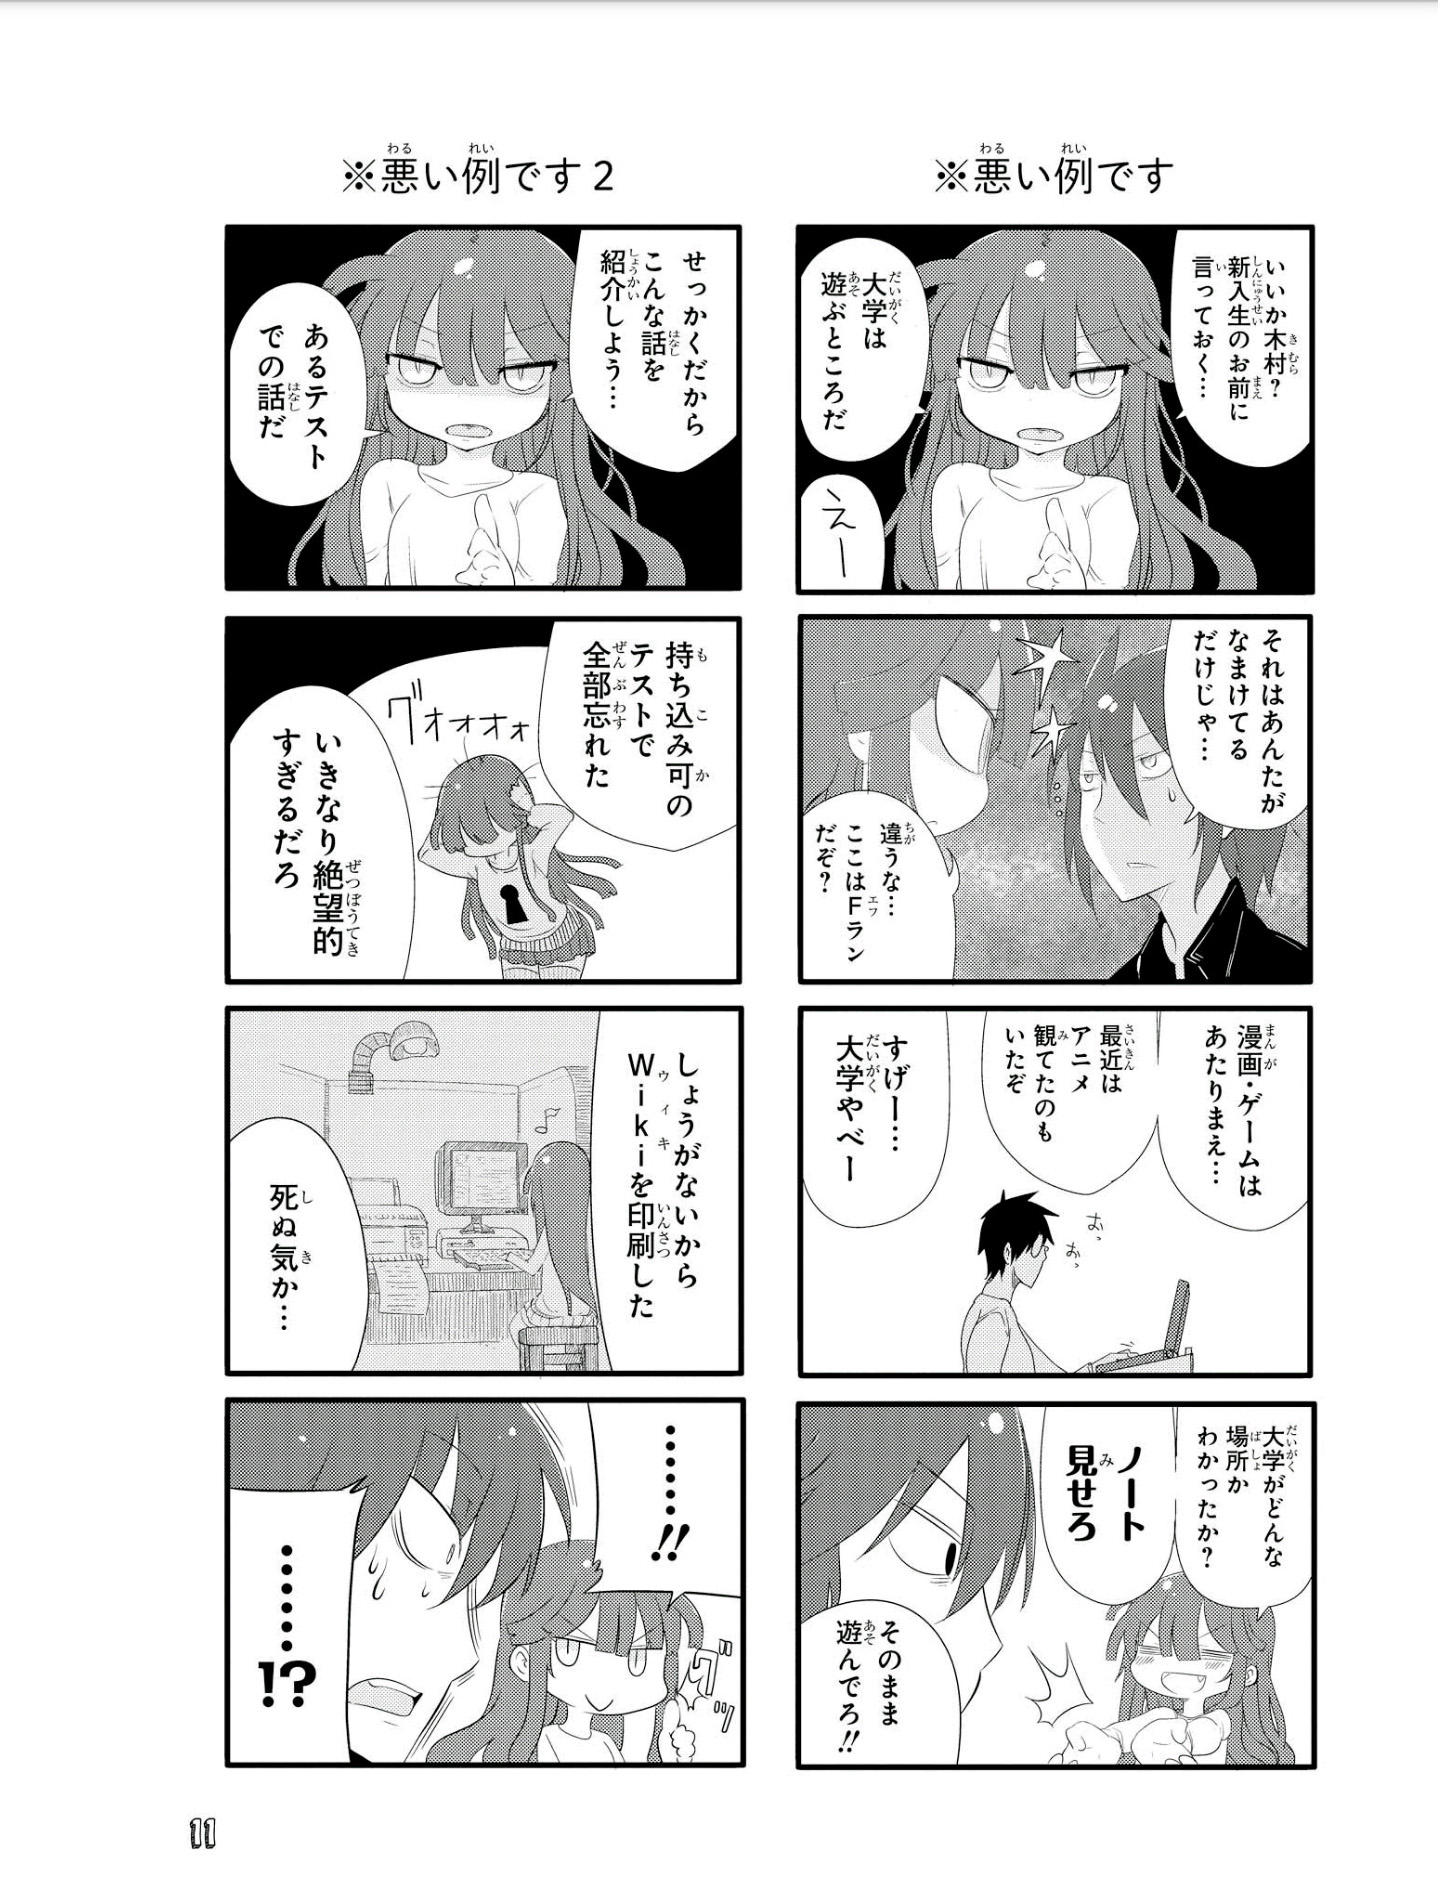 ※悪い例です
いいか木村?
新入生のお前に
言っておく…
大学は
遊ぶところだ
えー
それはあんたが
なまけてる
だけじゃ…
違うな…
ここはFラン
だぞ?
漫画・ゲームは
あたりまえ…
最近は
アニメ
観てたのも
いたぞ
すげー…
大学やべー
おっ
おっ
大学がどんな
場所か
わかったか?
ノート
見せろ
そのまま
遊んでろ!!
※悪い例です2
せっかくだから
こんな話を
紹介しよう…
あるテスト
での話だ
持ち込み可の
テストで
全部忘れた
グオォオォ
いきなり絶望的
すぎるだろ
しょうがないから
Wikiを印刷した
死ぬ気か…
………!!
グッ
………!?
11